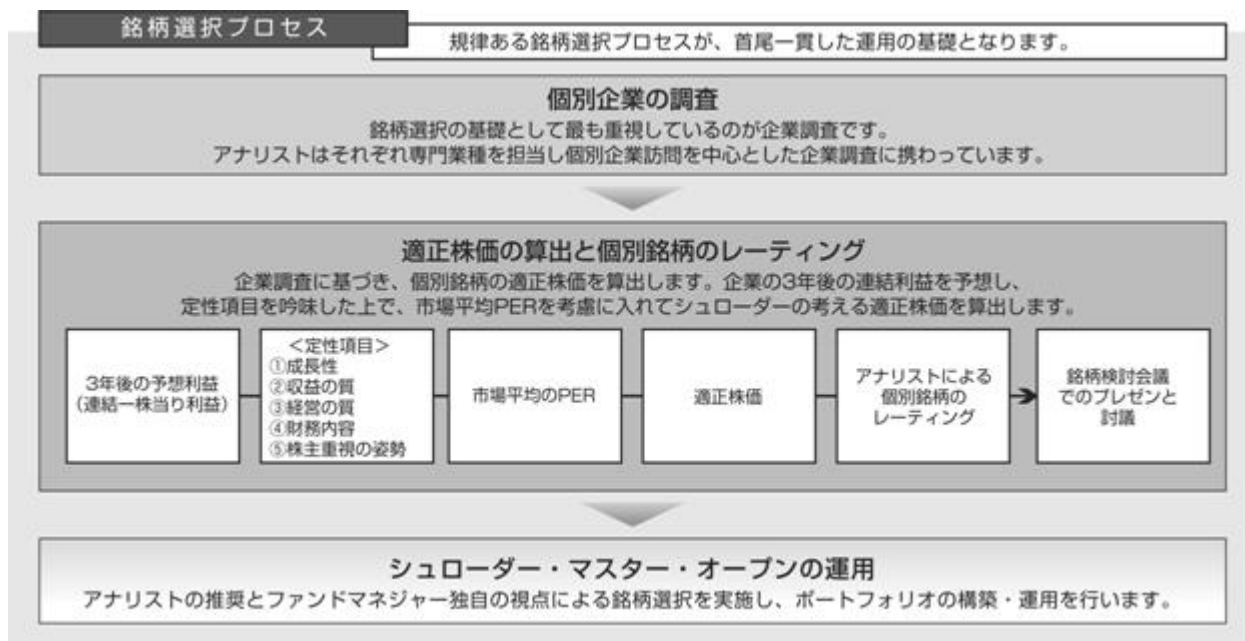 銘柄選択プロセス
規律ある銘柄選択プロセスが、首尾一貫した運用の基礎となります。
個別企業の調査
銘柄選択の基礎として最も重視しているのが企業調査です。
アナリストはそれぞれ専門業種を担当し個別企業訪問を中心とした企業調査に携わっています。
適正株価の算出と個別銘柄のレーティング
企業調査に基づき、個別銘柄の適正株価を算出します。企業の3年後の連結利益を予想し、
定性項目を吟味した上で、市場平均PERを考慮に入れてシュローダーの考える適正株価を算出します。
3年後の予想利益
（連結一株当り利益）
＜定性項目＞
①成長性
②収益の質
③経営の質
④財務内容
⑤株主重視の姿勢
市場平均のPER
適正株価
アナリストによる
個別銘柄の
レーティング
銘柄検討会議
でのプレゼンと
討議
シュローダー・マスター・オープンの運用
アナリストの推奨とファンドマネジャー独自の視点による銘柄選択を実施し、ポートフォリオの構築・運用を行います。